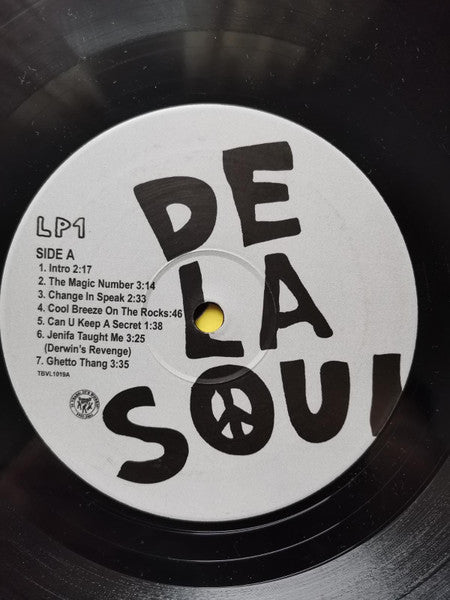 DE
LA
SOUL
LP1
SIDE A
1. Intro 2:17
2. The Magic Number 3:14
3. Change In Speak 2:33
4. Cool Breeze On The Rocks:46
5. Can U Keep A Secret 1:38
6. Jenifa Taught Me 3:25
(Derwin's Revenge)
7. Ghetto Thang 3:35
TBVL1019A